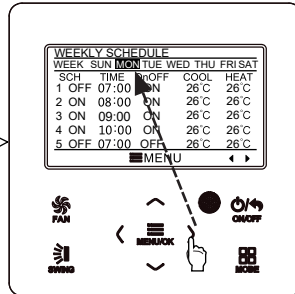 WEEKLY SCHEDULE
WEEK SUN MON TUE WED THU FRI SAT
SCH TIME OnOFF COOL HEAT
1 OFF 07:00 ON 26°C 26°C
2 ON 08:00 ON 26°C 26°C
3 ON 09:00 ON 26°C 26°C
4 ON 10:00 ON 26°C 26°C
5 OFF 07:00 OFF 26°C 26°C
MENU
FAN
ON/OFF
MENU/OK
SWING
MODE